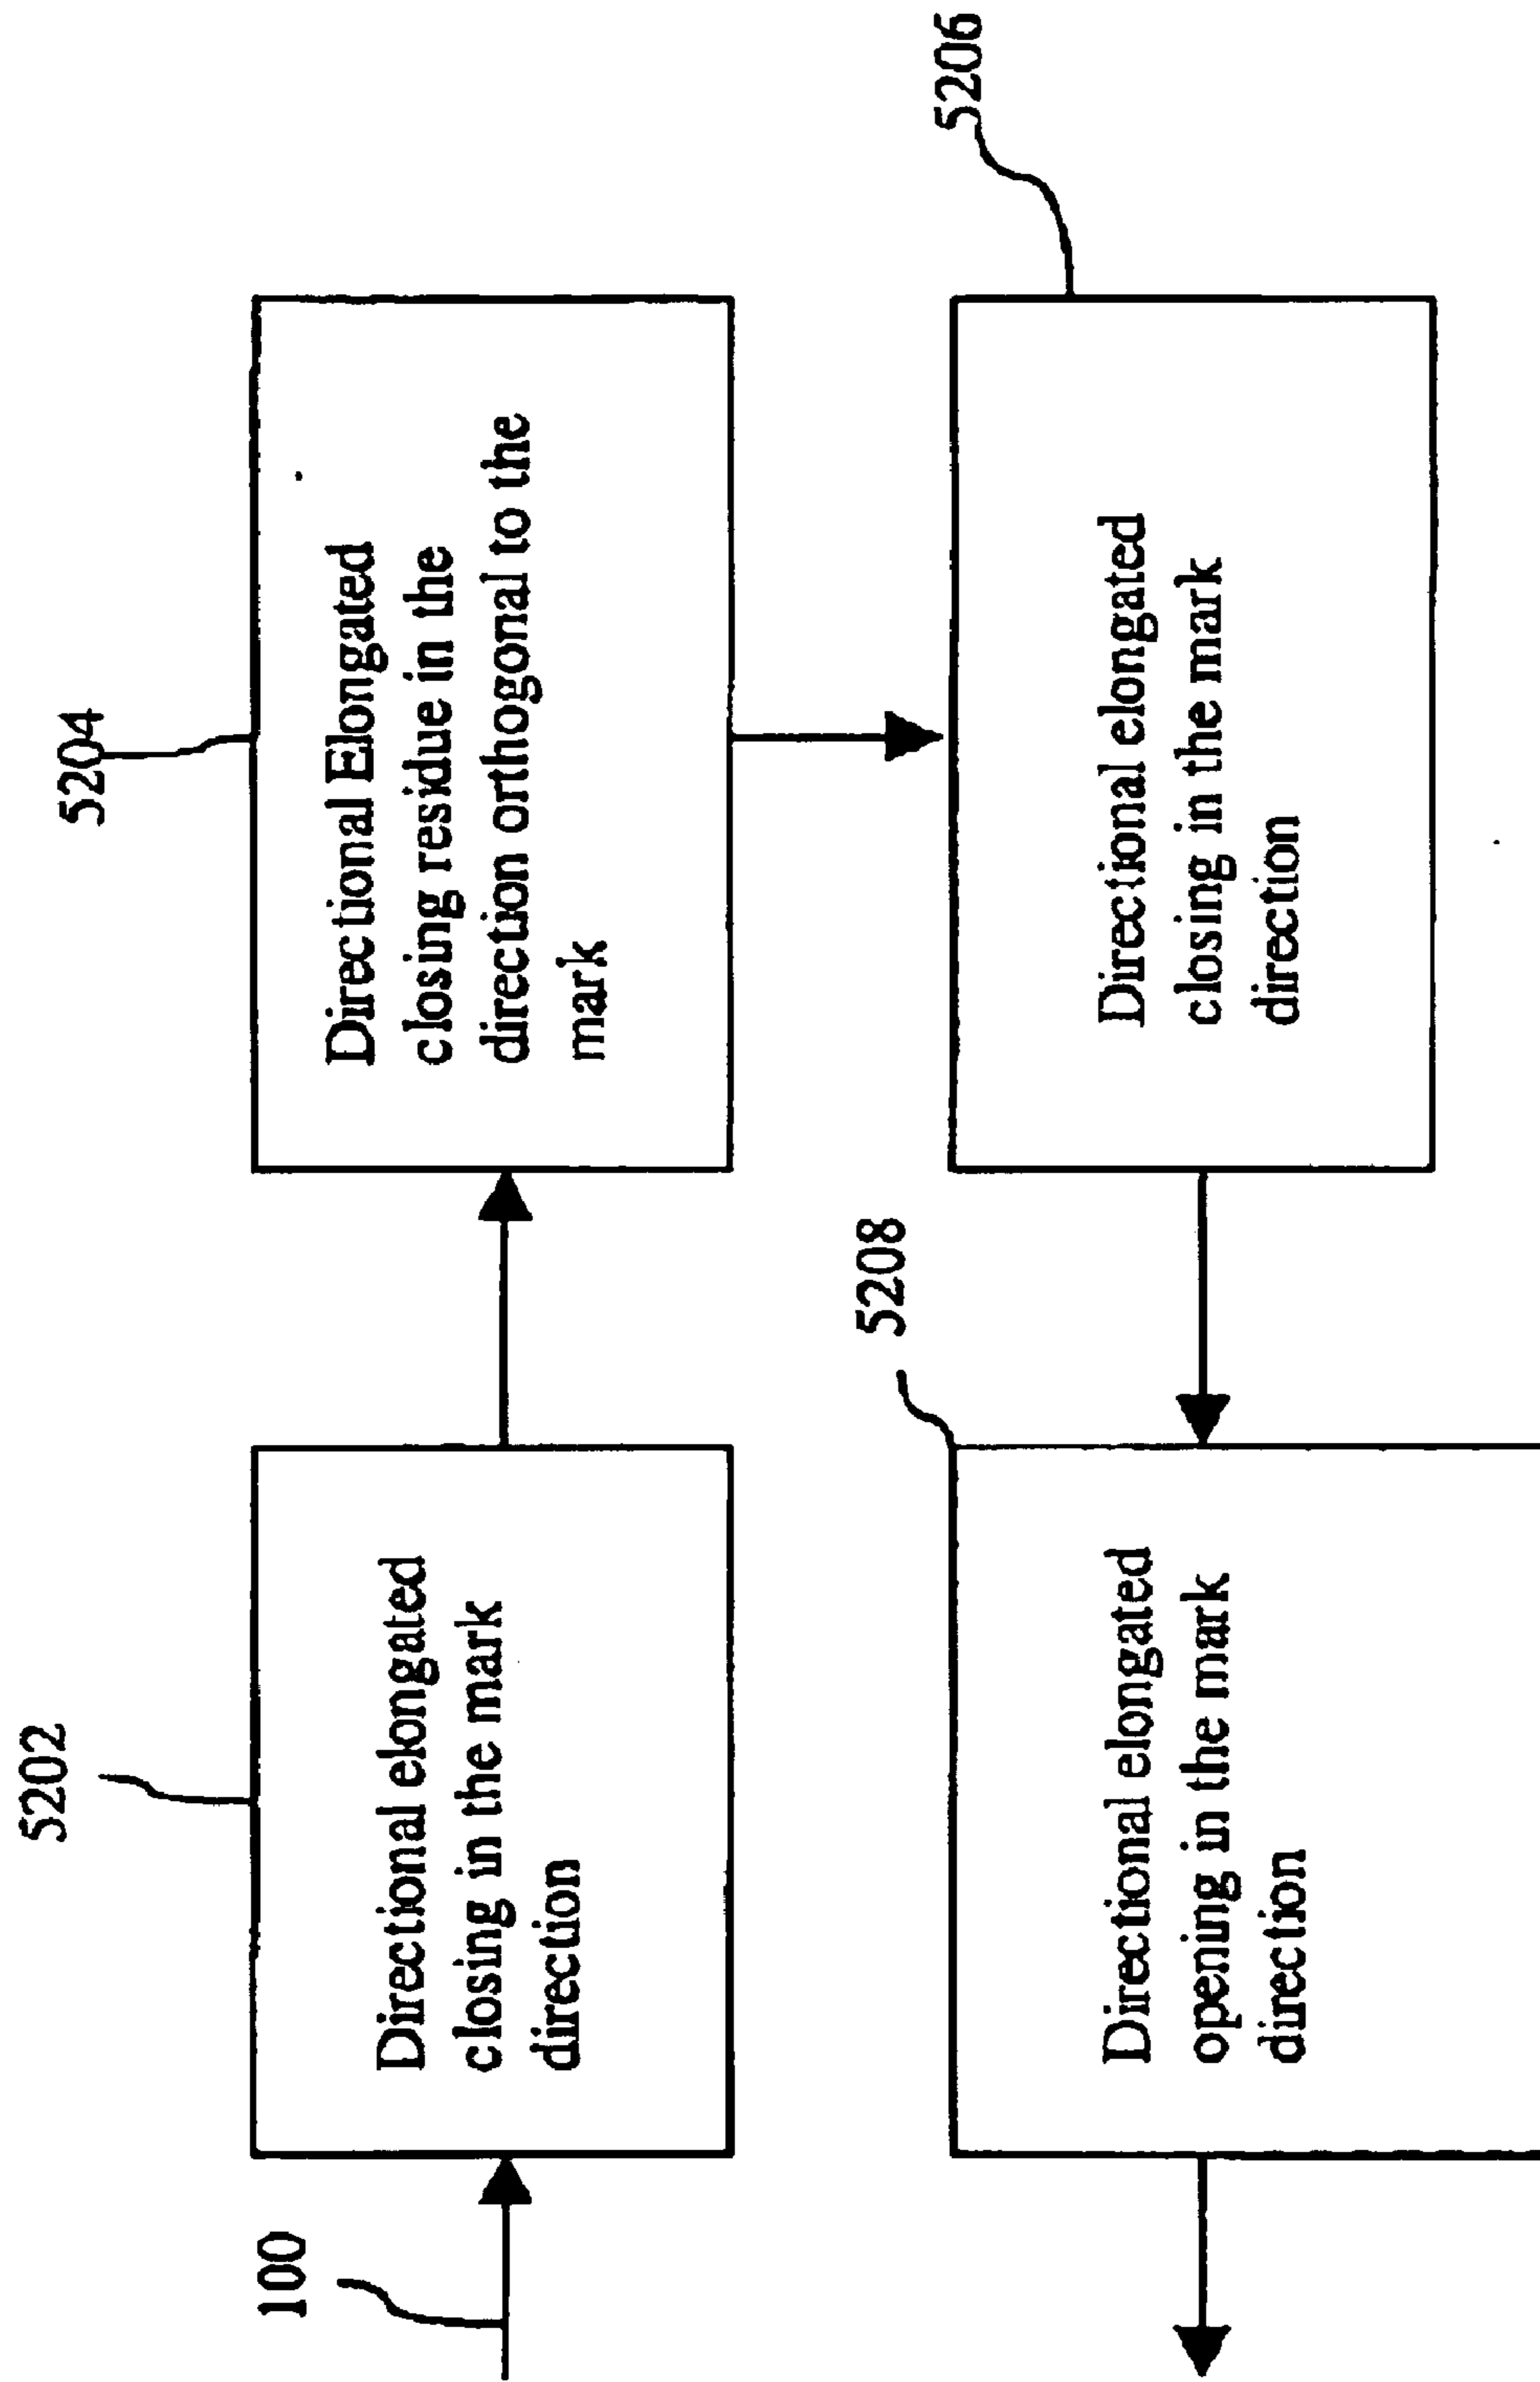 5202
5204
100
Directional elongated
closing in the mark
direction
Directional Elongated
closing residue in the
direction orthogonal to the
mark
5208
5206
Directional elongated
opening in the mark
direction
Directional elongated
closing in the mark
direction